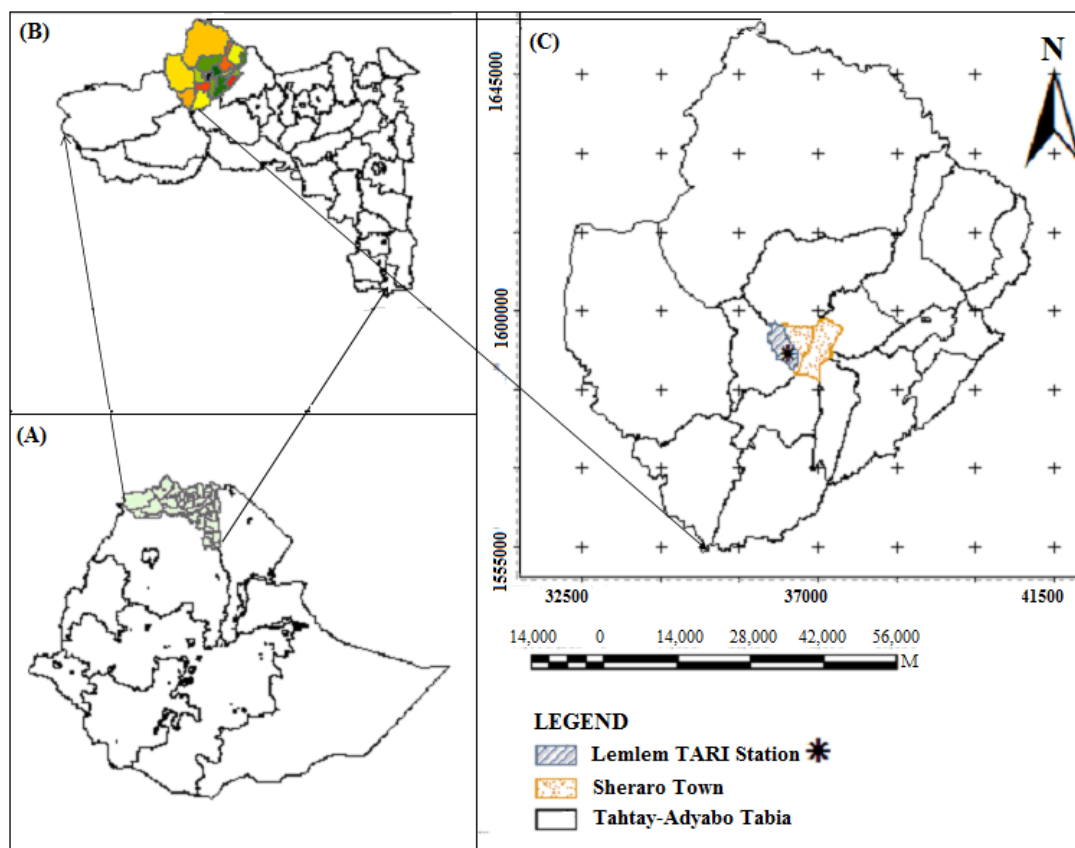 (B)
(C)
N
1645000
1600000
1555000
(A)
32500 37000 41500
14,000 0 14,000 28,000 42,000 56,000
M
LEGEND
Lemlem TARI Station
Sheraro Town
Tahtay-Adyabo Tabia